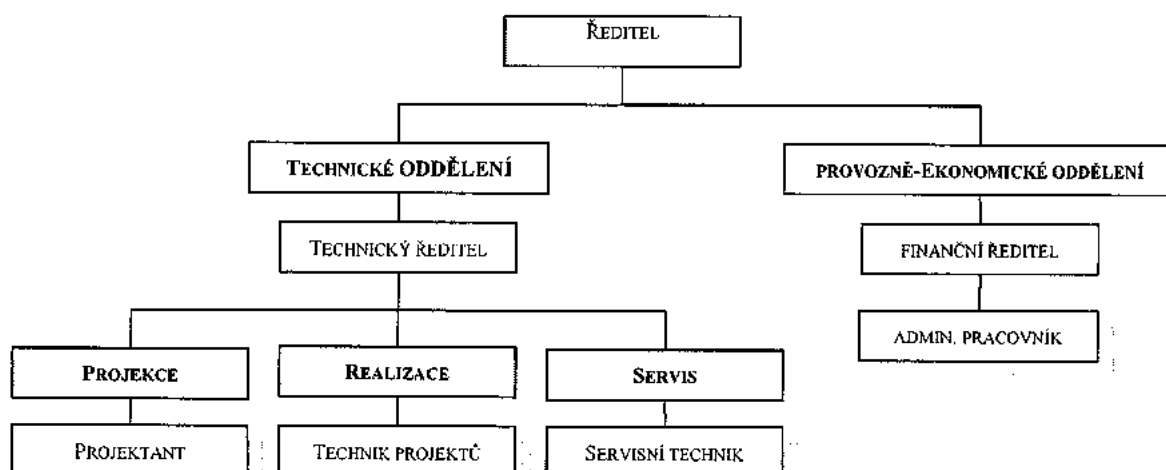 ŘEDITEL
TECHNICKÉ ODDĚLENÍ
PROVOZNĚ-EKONOMICKÉ ODDĚLENÍ
TECHNICKÝ ŘEDITEL
FINANČNÍ ŘEDITEL
ADMIN, PRACOVNÍK
PROJEKCE
REALIZACE
SERVIS
PROJEKTANT
TECHNIK PROJEKTŮ
SERVISNÍ TECHNIK